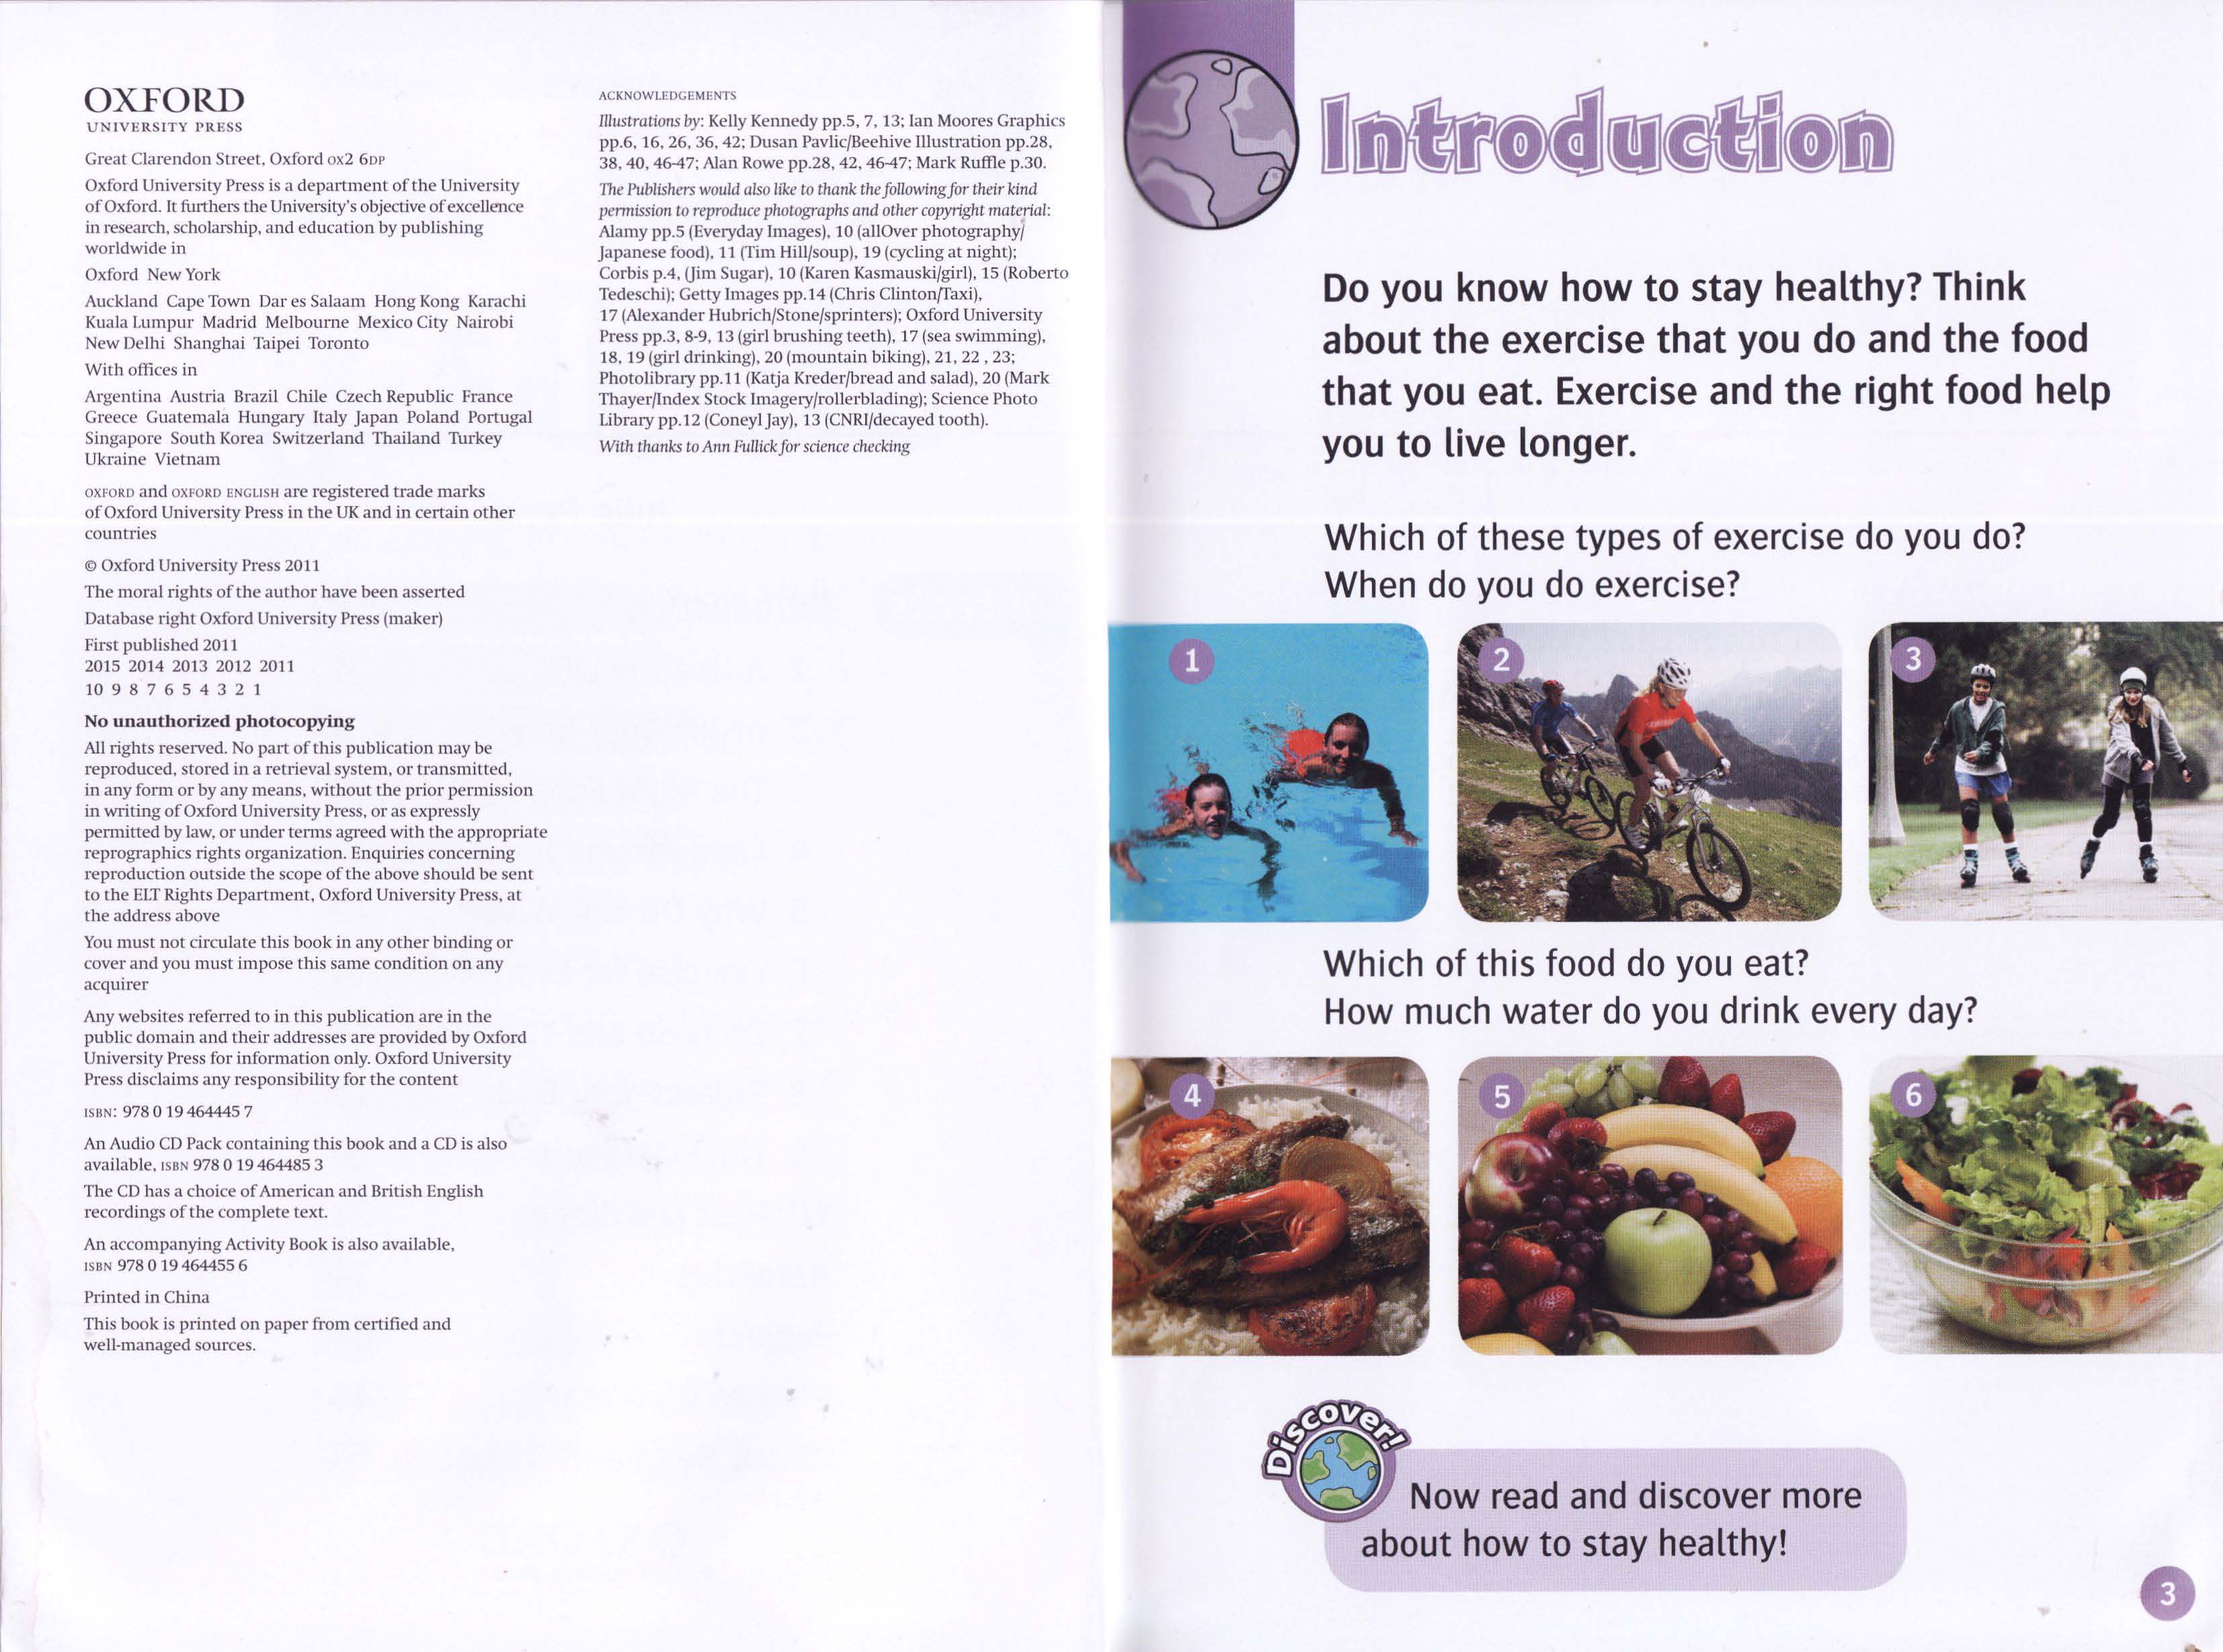 OXFORD
UNIVERSITY PRESS
Great Clarendon Street, Oxford OX2 6DP
Oxford University Press is a department of the University
of Oxford. It furthers the University's objective of excellence
in research, scholarship, and education by publishing
worldwide in
Oxford New York
Auckland Cape Town Dar es Salaam Hong Kong Karachi
Kuala Lumpur Madrid Melbourne Mexico City Nairobi
New Delhi Shanghai Taipei Toronto
With offices in
Argentina Austria Brazil Chile Czech Republic France
Greece Guatemala Hungary Italy Japan Poland Portugal
Singapore South Korea Switzerland Thailand Turkey
Ukraine Vietnam
OXFORD and OXFORD ENGLISH are registered trade marks
of Oxford University Press in the UK and in certain other
countries
© Oxford University Press 2011
The moral rights of the author have been asserted
Database right Oxford University Press (maker)
First published 2011
2015 2014 2013 2012 2011
10 9 8 7 6 5 4 3 2 1
No unauthorized photocopying
All rights reserved. No part of this publication may be
reproduced, stored in a retrieval system, or transmitted,
in any form or by any means, without the prior permission
in writing of Oxford University Press, or as expressly
permitted by law, or under terms agreed with the appropriate
reprographics rights organization. Enquiries concerning
reproduction outside the scope of the above should be sent
to the ELT Rights Department, Oxford University Press, at
the address above
You must not circulate this book in any other binding or
cover and you must impose this same condition on any
acquirer
Any websites referred to in this publication are in the
public domain and their addresses are provided by Oxford
University Press for information only. Oxford University
Press disclaims any responsibility for the content
ISBN: 978 0 19 464445 7
An Audio CD Pack containing this book and a CD is also
available, ISBN 978 0 19 464485 3
The CD has a choice of American and British English
recordings of the complete text.
An accompanying Activity Book is also available,
ISBN 978 0 19 464455 6
Printed in China
This book is printed on paper from certified and
well-managed sources.
ACKNOWLEDGEMENTS
Illustrations by: Kelly Kennedy pp.5, 7, 13; Ian Moores Graphics
pp.6, 16, 26, 36, 42; Dusan Pavlic/Beehive Illustration pp.28,
38, 40, 46-47; Alan Rowe pp.28, 42, 46-47; Mark Ruffle p.30.
The Publishers would also like to thank the following for their kind
permission to reproduce photographs and other copyright material:
Alamy pp.5 (Everyday Images), 10 (allOver photography/
Japanese food), 11 (Tim Hill/soup), 19 (cycling at night);
Corbis p.4, (Jim Sugar), 10 (Karen Kasmauski/girl), 15 (Roberto
Tedeschi); Getty Images pp.14 (Chris Clinton/Taxi),
17 (Alexander Hubrich/Stone/sprinters); Oxford University
Press pp.3, 8-9, 13 (girl brushing teeth), 17 (sea swimming),
18, 19 (girl drinking), 20 (mountain biking), 21, 22 , 23;
Photolibrary pp.11 (Katja Kreder/bread and salad), 20 (Mark
Thayer/Index Stock Imagery/rollerblading); Science Photo
Library pp.12 (Coneyl Jay), 13 (CNRI/decayed tooth).
With thanks to Ann Fullick for science checking
Introduction
Do you know how to stay healthy? Think
about the exercise that you do and the food
that you eat. Exercise and the right food help
you to live longer.
Which of these types of exercise do you do?
When do you do exercise?
1
2
3
Which of this food do you eat?
How much water do you drink every day?
4
5
6
Discover!
Now read and discover more
about how to stay healthy!
3